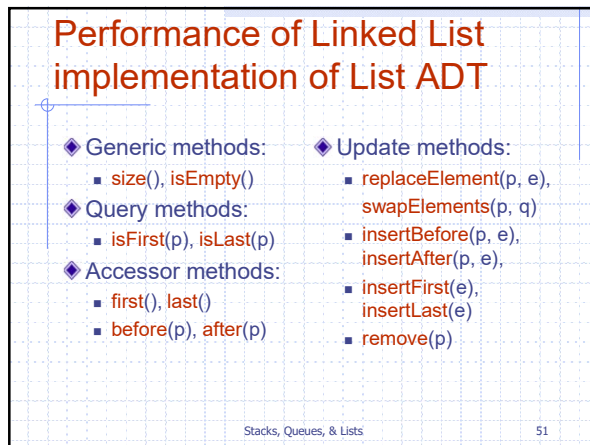 Performance of Linked List
implementation of List ADT
Generic methods:
size(), isEmpty()
Query methods:
isFirst(p), isLast(p)
Accessor methods:
first(), last()
before(p), after(p)
Update methods:
replaceElement(p, e),
swapElements(p, q)
insertBefore(p, e),
insertAfter(p, e),
insertFirst(e),
insertLast(e)
remove(p)
Stacks, Queues, & Lists
51